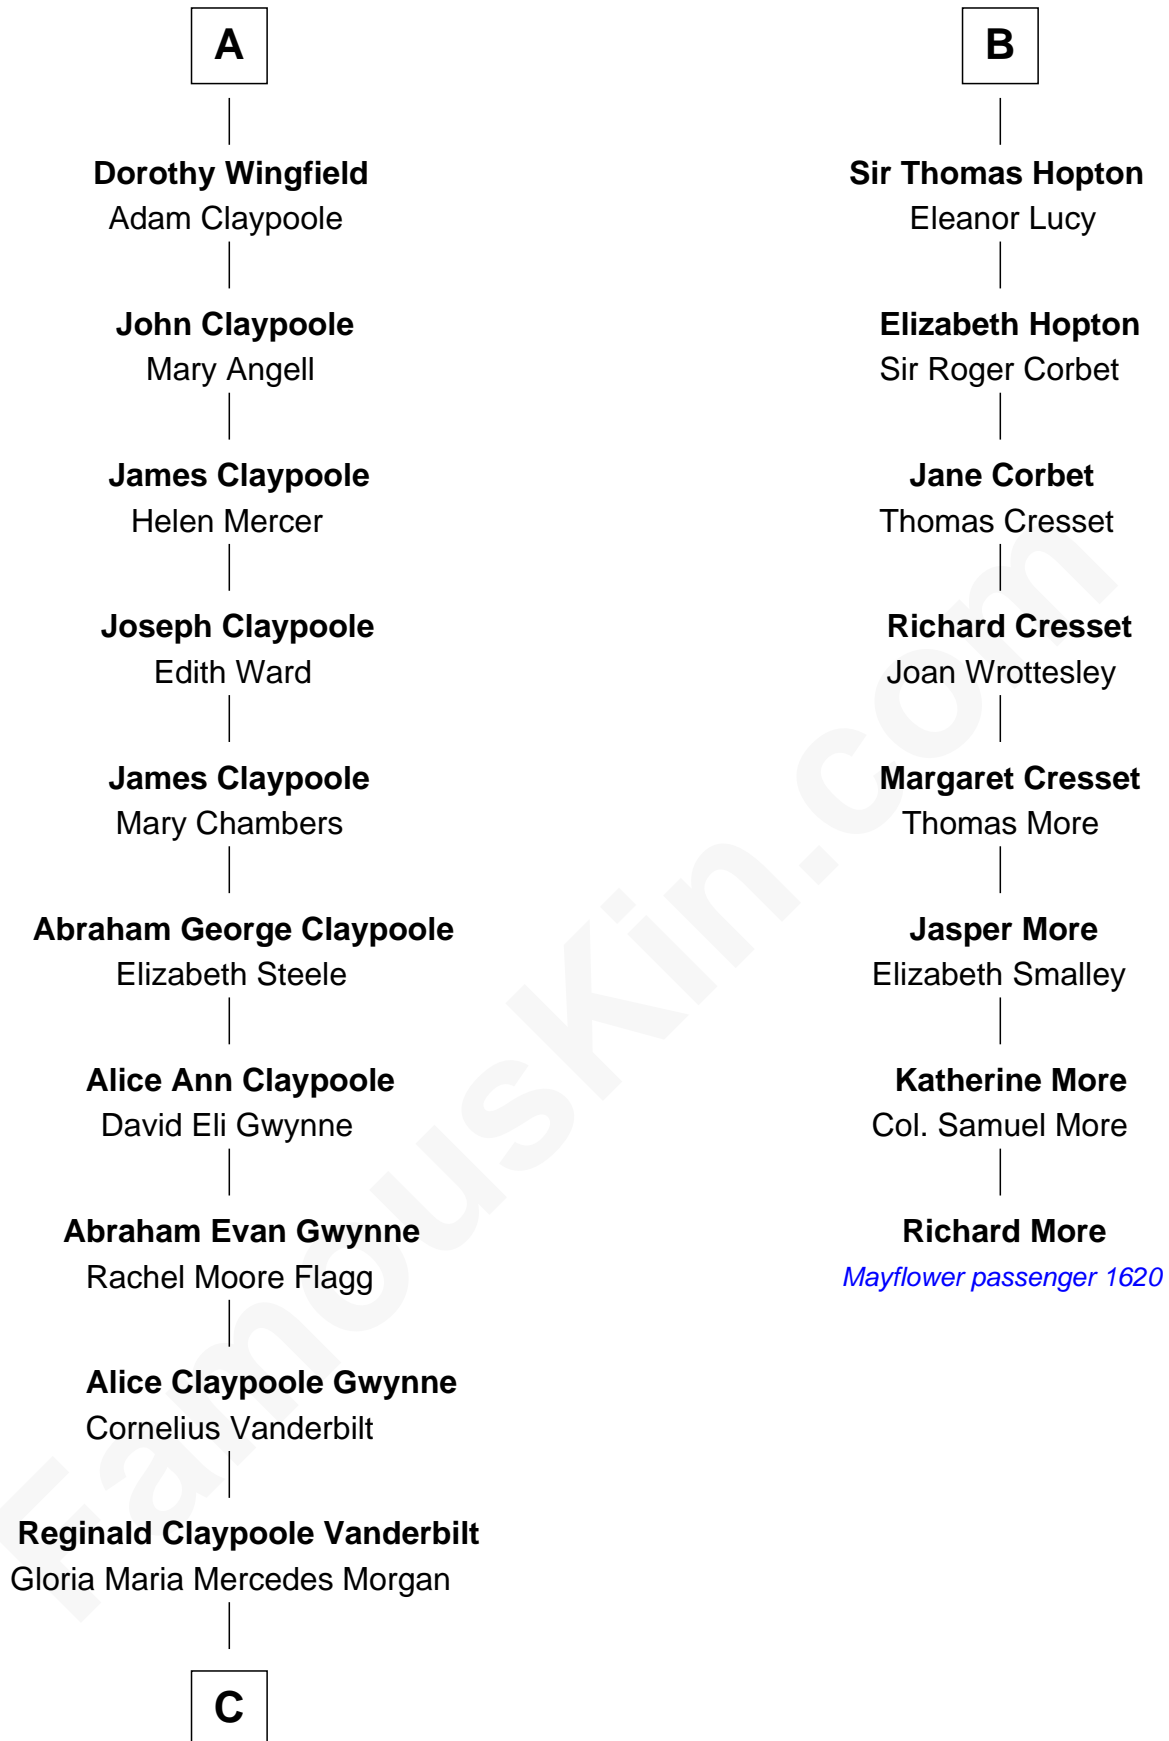 A
Dorothy Wingfield
Adam Claypoole
John Claypoole
Mary Angell
James Claypoole
Helen Mercer
Joseph Claypoole
Edith Ward
James Claypoole
Mary Chambers
Abraham George Claypoole
Elizabeth Steele
Alice Ann Claypoole
David Eli Gwynne
Abraham Evan Gwynne
Rachel Moore Flagg
Alice Claypoole Gwynne
Cornelius Vanderbilt
Reginald Claypoole Vanderbilt
Gloria Maria Mercedes Morgan
C
B
Sir Thomas Hopton
Eleanor Lucy
Elizabeth Hopton
Sir Roger Corbet
Jane Corbet
Thomas Cresset
Richard Cresset
Joan Wrottesley
Margaret Cresset
Thomas More
Jasper More
Elizabeth Smalley
Katherine More
Col. Samuel More
Richard More
Mayflower passenger 1620
FamousKin.com